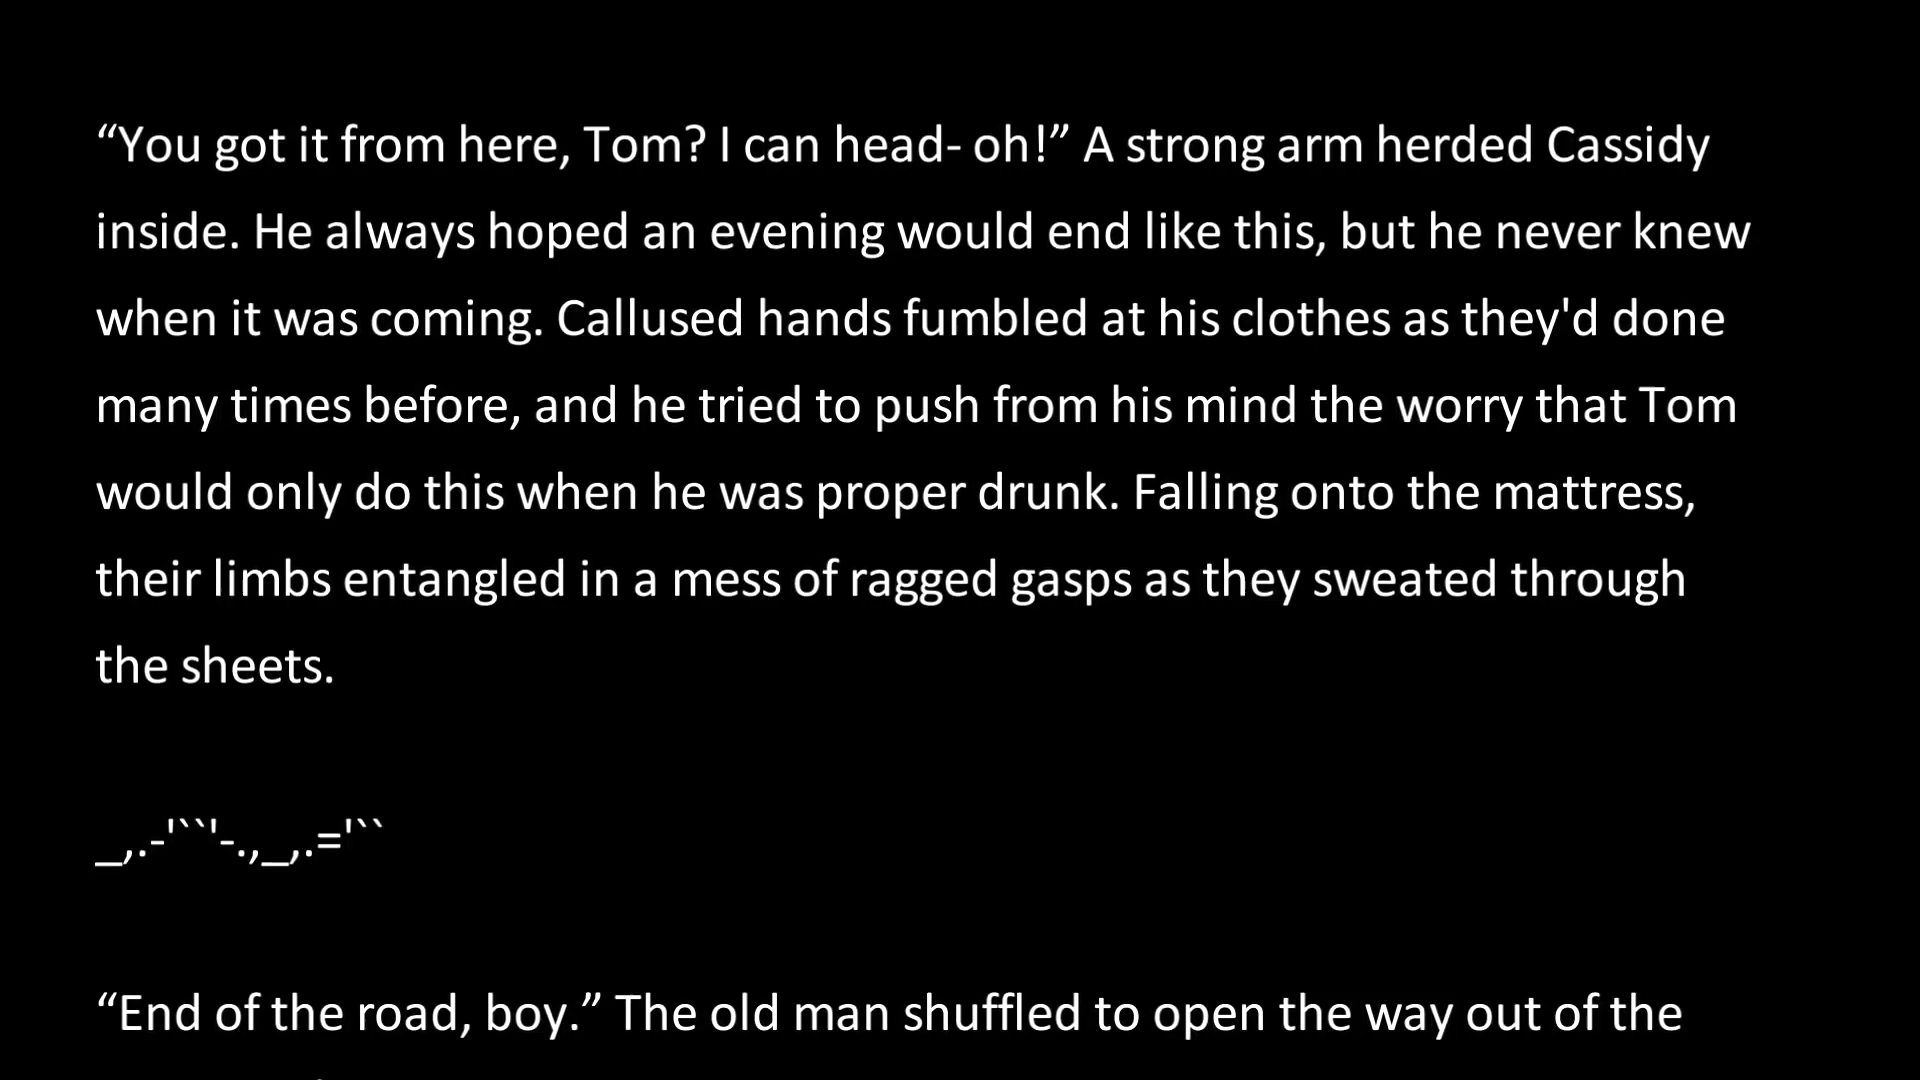 “You got it from here, Tom? I can head- oh!” A strong arm herded Cassidy
inside. He always hoped an evening would end like this, but he never knew
when it was coming. Callused hands fumbled at his clothes as they'd done
many times before, and he tried to push from his mind the worry that Tom
would only do this when he was proper drunk. Falling onto the mattress,
their limbs entangled in a mess of ragged gasps as they sweated through
the sheets.
_,.-'``'-.,_,.='``
“End of the road, boy.” The old man shuffled to open the way out of the